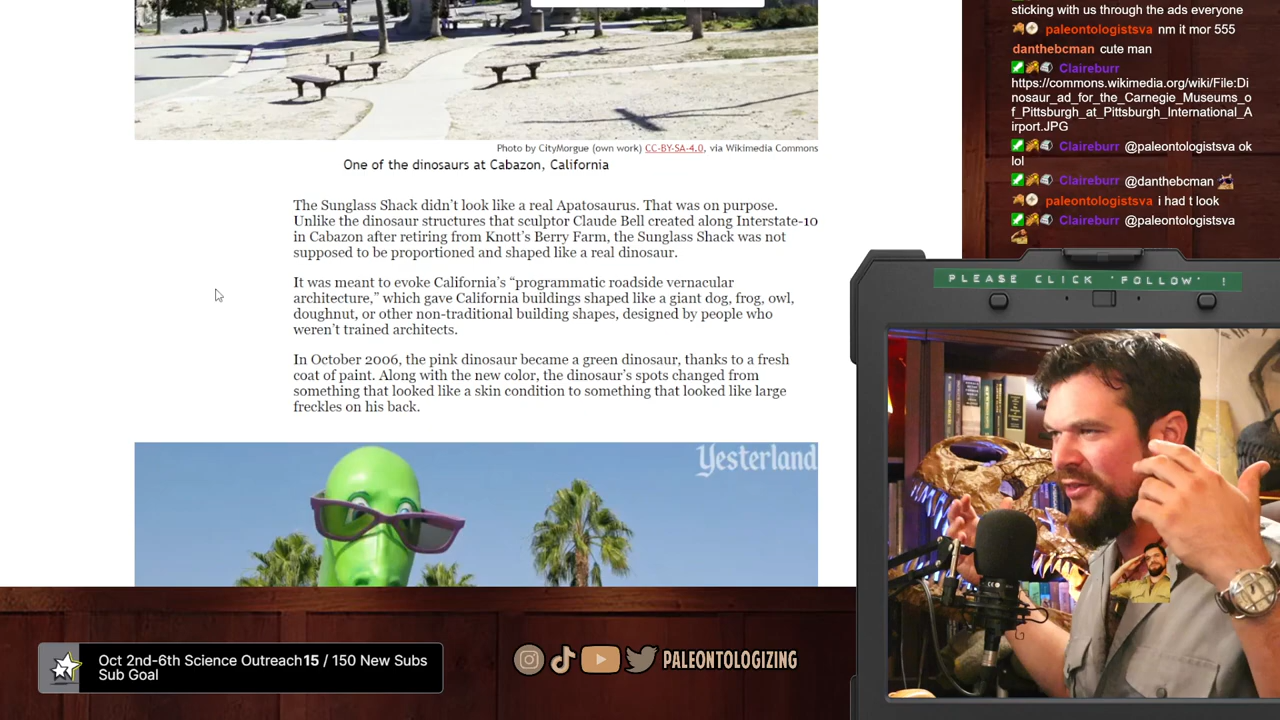 Photo by CityMorgue (own work) CC-BY-SA-4.0, via Wikimedia Commons
One of the dinosaurs at Cabazon, California
The Sunglass Shack didn't look like a real Apatosaurus. That was on purpose.
Unlike the dinosaur structures that sculptor Claude Bell created along Interstate-10
in Cabazon after retiring from Knott's Berry Farm, the Sunglass Shack was not
supposed to be proportioned and shaped like a real dinosaur.
It was meant to evoke California's "programmatic roadside vernacular
architecture," which gave California buildings shaped like a giant dog, frog, owl,
doughnut, or other non-traditional building shapes, designed by people who
weren't trained architects.
In October 2006, the pink dinosaur became a green dinosaur, thanks to a fresh
coat of paint. Along with the new color, the dinosaur's spots changed from
something that looked like a skin condition to something that looked like large
freckles on his back.
Yesterland
sticking with us through the ads everyone
paleontologistsva nm it mor 555
danthebcman cute man
Claireburr
https://commons.wikimedia.org/wiki/File:Di
nosaur_ad_for_the_Carnegie_Museums_o
f_Pittsburgh_at_Pittsburgh_International_A
irport.JPG
Claireburr @paleontologistsva ok
lol
Claireburr @danthebcman
paleontologistsva i had t look
Claireburr @paleontologistsva
PLEASE CLICK 'FOLLOW' !
Oct 2nd-6th Science Outreach 15 / 150 New Subs
Sub Goal
PALEONTOLOGIZING